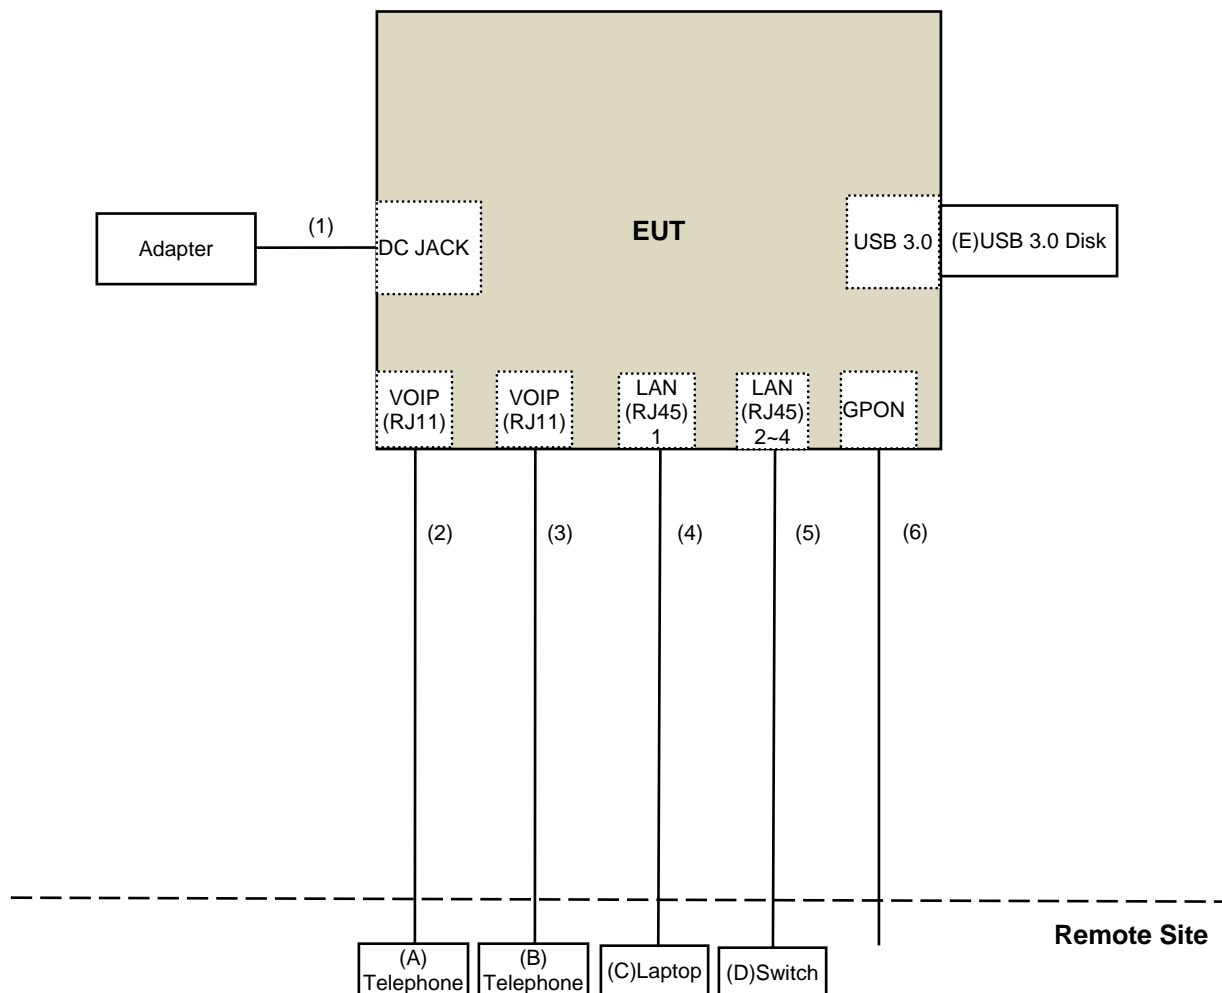 EUT
Adapter
(1)
DC JACK
USB 3.0
(E)USB 3.0 Disk
VOIP
(RJ11)
VOIP
(RJ11)
LAN
(RJ45)
1
LAN
(RJ45)
2~4
GPON
(2)
(3)
(4)
(5)
(6)
Remote Site
(A)
Telephone
(B)
Telephone
(C)Laptop
(D)Switch